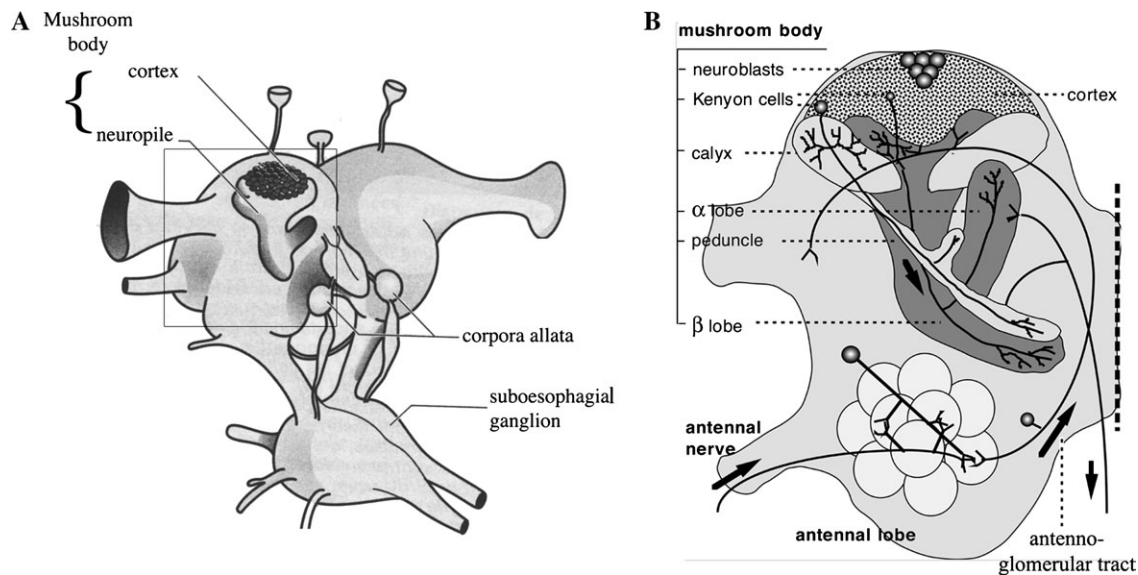 A
Mushroom
body
{
cortex
neuropile
corpora allata
suboesophagial
ganglion
B
mushroom body
neuroblasts
Kenyon cells
cortex
calyx
α lobe
peduncle
β lobe
antennal
nerve
antennal lobe
antenno-
glomerular tract